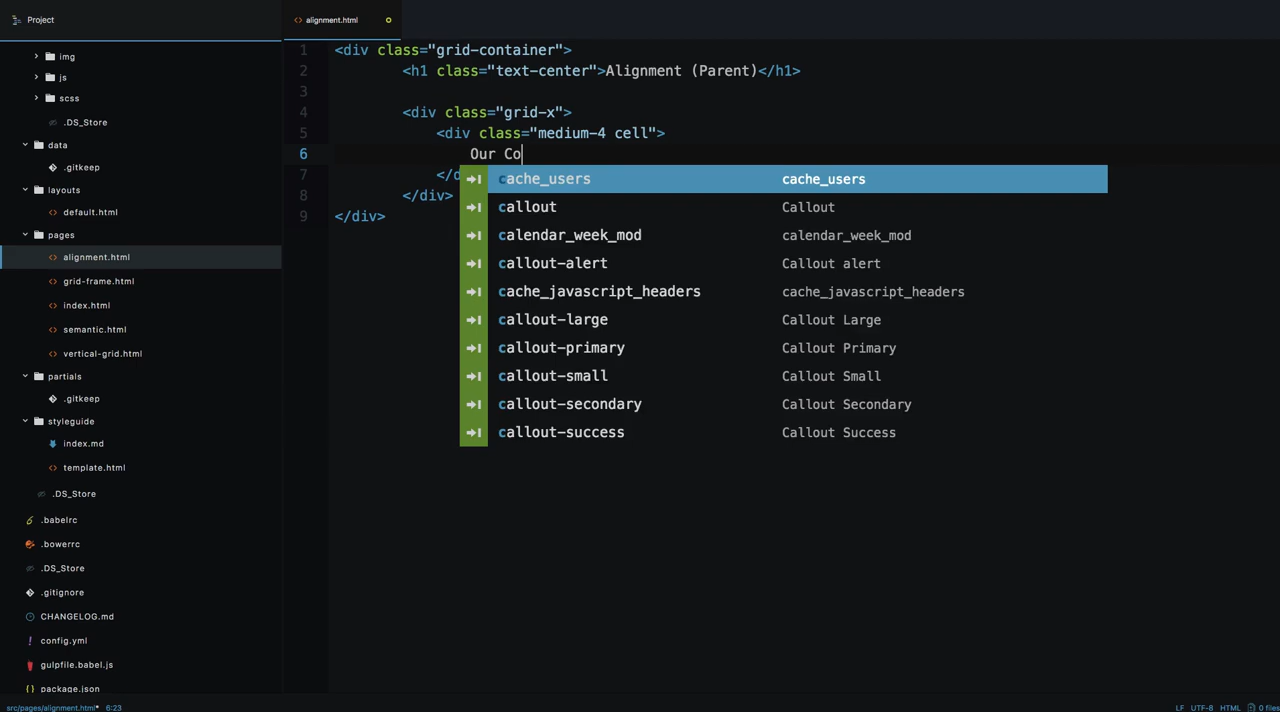 Project
alignment.html
img
js
scss
.DS_Store
data
.gitkeep
layouts
default.html
pages
alignment.html
grid-frame.html
index.html
semantic.html
vertical-grid.html
partials
.gitkeep
styleguide
index.md
template.html
.DS_Store
.babelrc
.bowerrc
.DS_Store
.gitignore
CHANGELOG.md
config.yml
gulpfile.babel.js
package.json
1 <div class="grid-container">
2 <h1 class="text-center">Alignment (Parent)</h1>
3
4 <div class="grid-x">
5 <div class="medium-4 cell">
6 Our Co
7 </d
8 </div>
9 </div>
cache_users cache_users
callout Callout
calendar_week_mod calendar_week_mod
callout-alert Callout alert
cache_javascript_headers cache_javascript_headers
callout-large Callout Large
callout-primary Callout Primary
callout-small Callout Small
callout-secondary Callout Secondary
callout-success Callout Success
src/pages/alignment.html* 6:23 LF UTF-8 HTML 0 files